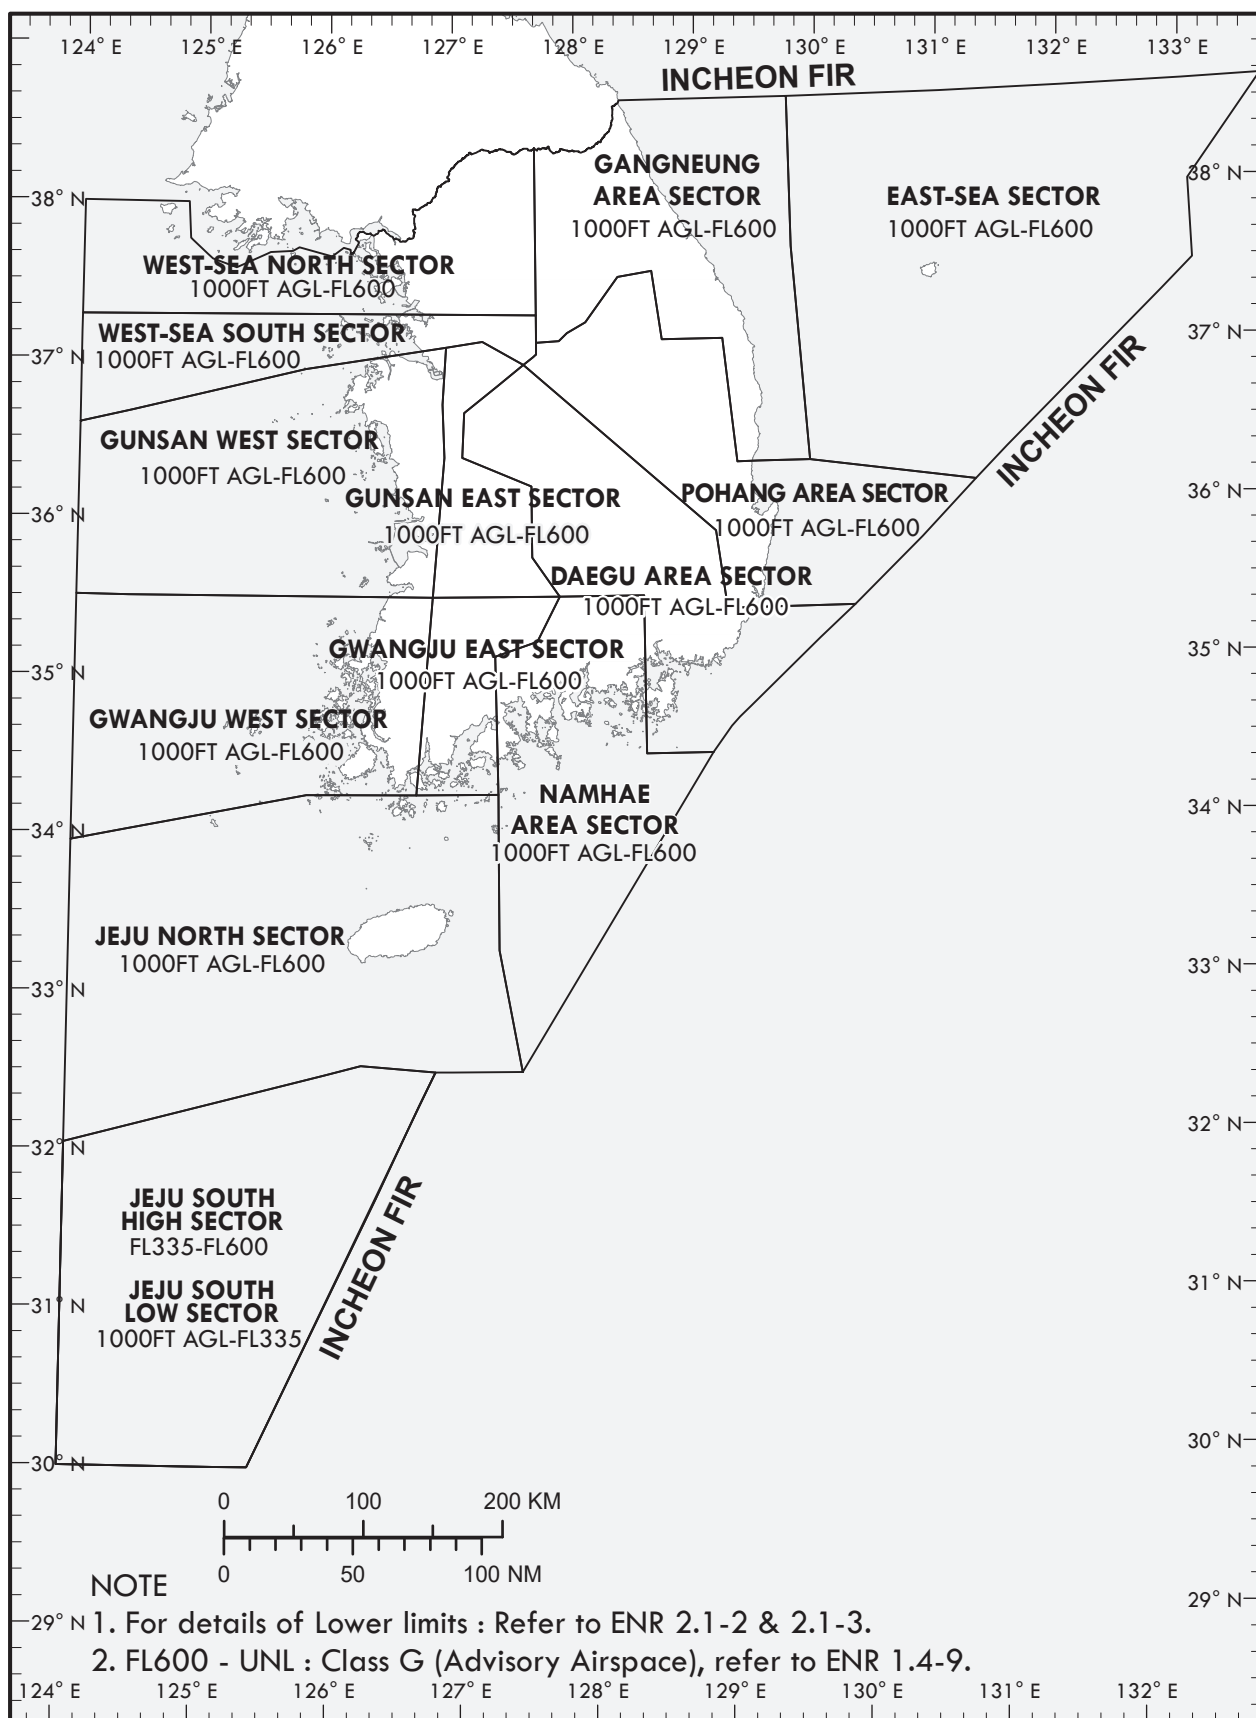 124° E 125° E 126° E 127° E 128° E 129° E 130° E 131° E 132° E 133° E
INCHEON FIR
GANGNEUNG
AREA SECTOR
1000FT AGL-FL600
EAST-SEA SECTOR
1000FT AGL-FL600
38° N
38° N
WEST-SEA NORTH SECTOR
1000FT AGL-FL600
WEST-SEA SOUTH SECTOR
1000FT AGL-FL600
37° N
37° N
INCHEON FIR
GUNSAN WEST SECTOR
1000FT AGL-FL600
GUNSAN EAST SECTOR
1000FT AGL-FL600
POHANG AREA SECTOR
1000FT AGL-FL600
36° N
36° N
DAEGU AREA SECTOR
1000FT AGL-FL600
GWANGJU EAST SECTOR
1000FT AGL-FL600
35° N
35° N
GWANGJU WEST SECTOR
1000FT AGL-FL600
NAMHAE
AREA SECTOR
1000FT AGL-FL600
34° N
34° N
JEJU NORTH SECTOR
1000FT AGL-FL600
33° N
33° N
32° N
32° N
JEJU SOUTH
HIGH SECTOR
FL335-FL600
INCHEON FIR
JEJU SOUTH
LOW SECTOR
1000FT AGL-FL335
31° N
31° N
30° N
30° N
0 100 200 KM
0 50 100 NM
NOTE
29° N
29° N
1. For details of Lower limits : Refer to ENR 2.1-2 & 2.1-3.
2. FL600 - UNL : Class G (Advisory Airspace), refer to ENR 1.4-9.
124° E 125° E 126° E 127° E 128° E 129° E 130° E 131° E 132° E